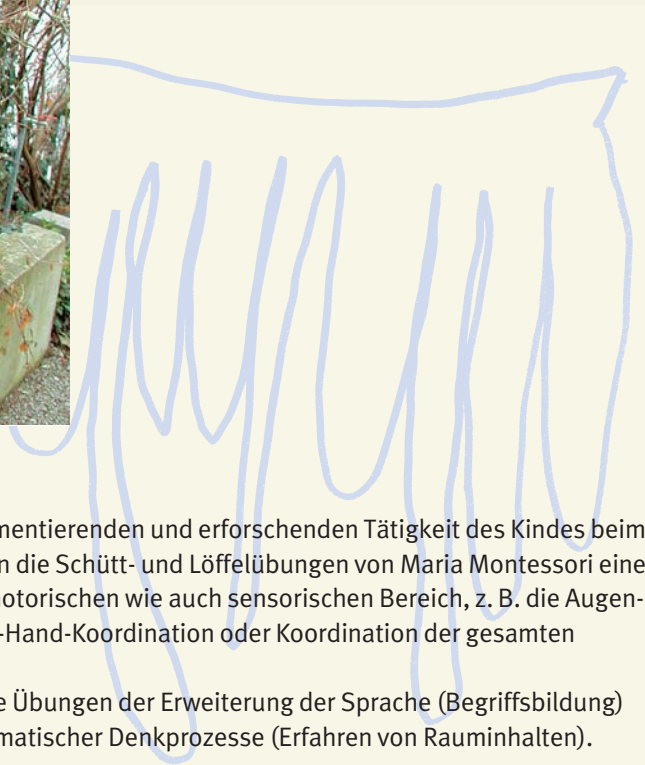 mentierenden und erforschenden Tätigkeit des Kindes beim
n die Schütt- und Löffelübungen von Maria Montessori eine
otorischen wie auch sensorischen Bereich, z. B. die Augen-
-Hand-Koordination oder Koordination der gesamten
e Übungen der Erweiterung der Sprache (Begriffsbildung)
matischer Denkprozesse (Erfahren von Rauminhalten).